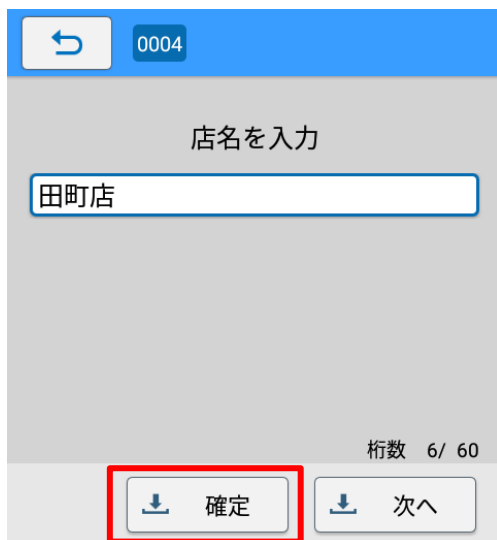 0004
店名を入力
田町店
桁数 6/ 60
確定
次へ